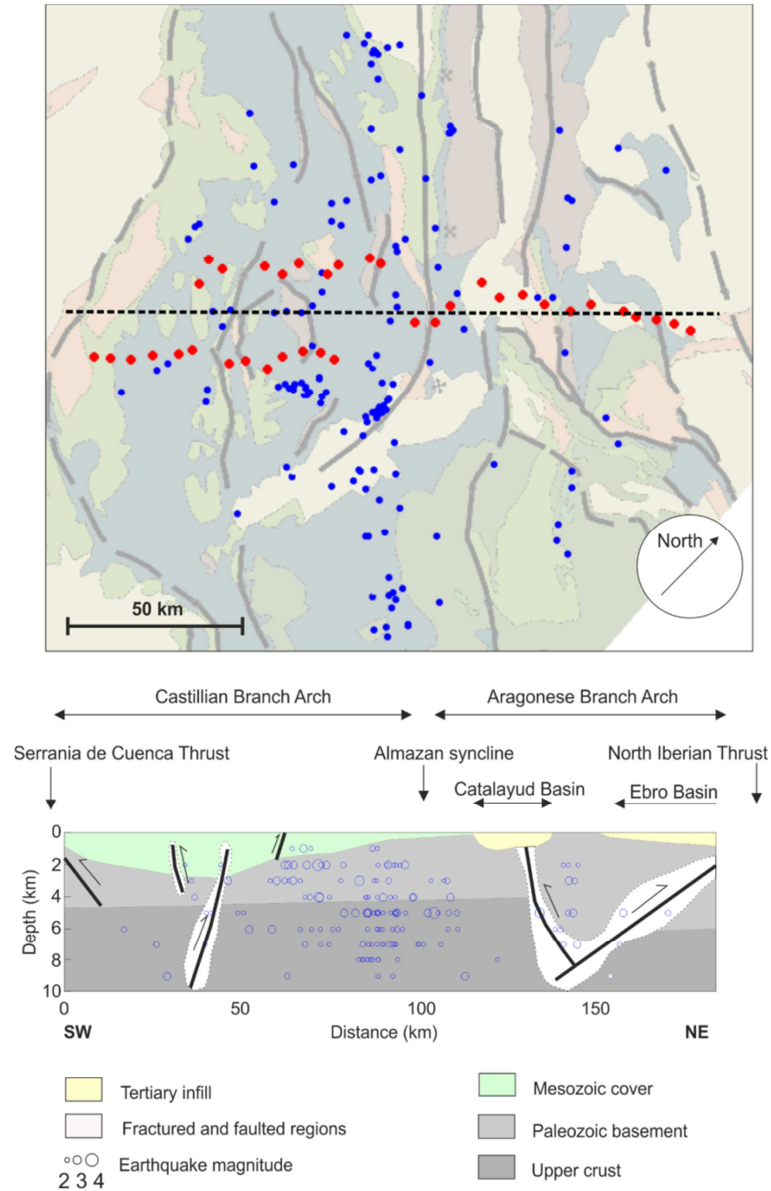 North
50 km
Castillian Branch Arch
Aragonese Branch Arch
Serrania de Cuenca Thrust
Almazan syncline
North Iberian Thrust
Catalayud Basin
Ebro Basin
0
2
4
6
8
10
Depth (km)
0
50
100
150
SW
Distance (km)
NE
Tertiary infill
Mesozoic cover
Fractured and faulted regions
Paleozoic basement
Earthquake magnitude
2 3 4
Upper crust